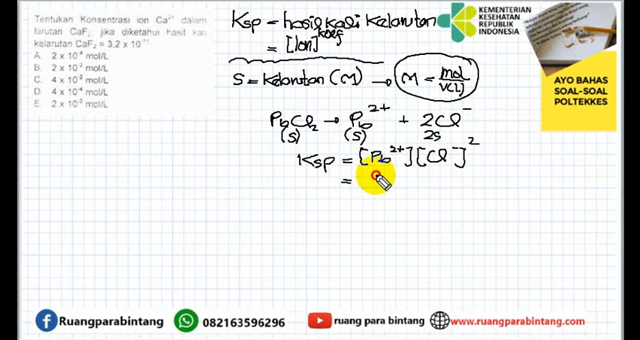 Tentukan Konsentrasi ion Ca²⁺ dalam
larutan CaF₂, jika diketahui hasil kali
kelarutan CaF₂ = 3,2 x 10⁻¹¹
A. 2 x 10⁻⁴ mol/L
B. 2 x 10⁻² mol/L
C. 4 x 10⁻² mol/L
D. 4 x 10⁻⁴ mol/L
E. 2 x 10⁻³ mol/L
Ksp = hasil kali kelarutan
= [Ion]^koef
S = kelarutan (M) → M = mol/V(L)
PbCl₂ → Pb²⁺ + 2Cl⁻
(s) (s) 2s
Ksp = [Pb²⁺][Cl⁻]²
=
KEMENTERIAN
KESEHATAN
REPUBLIK
INDONESIA
AYO BAHAS
SOAL-SOAL
POLTEKKES
Ruangparabintang
082163596296
ruang para bintang
www.ruangparabintang.com